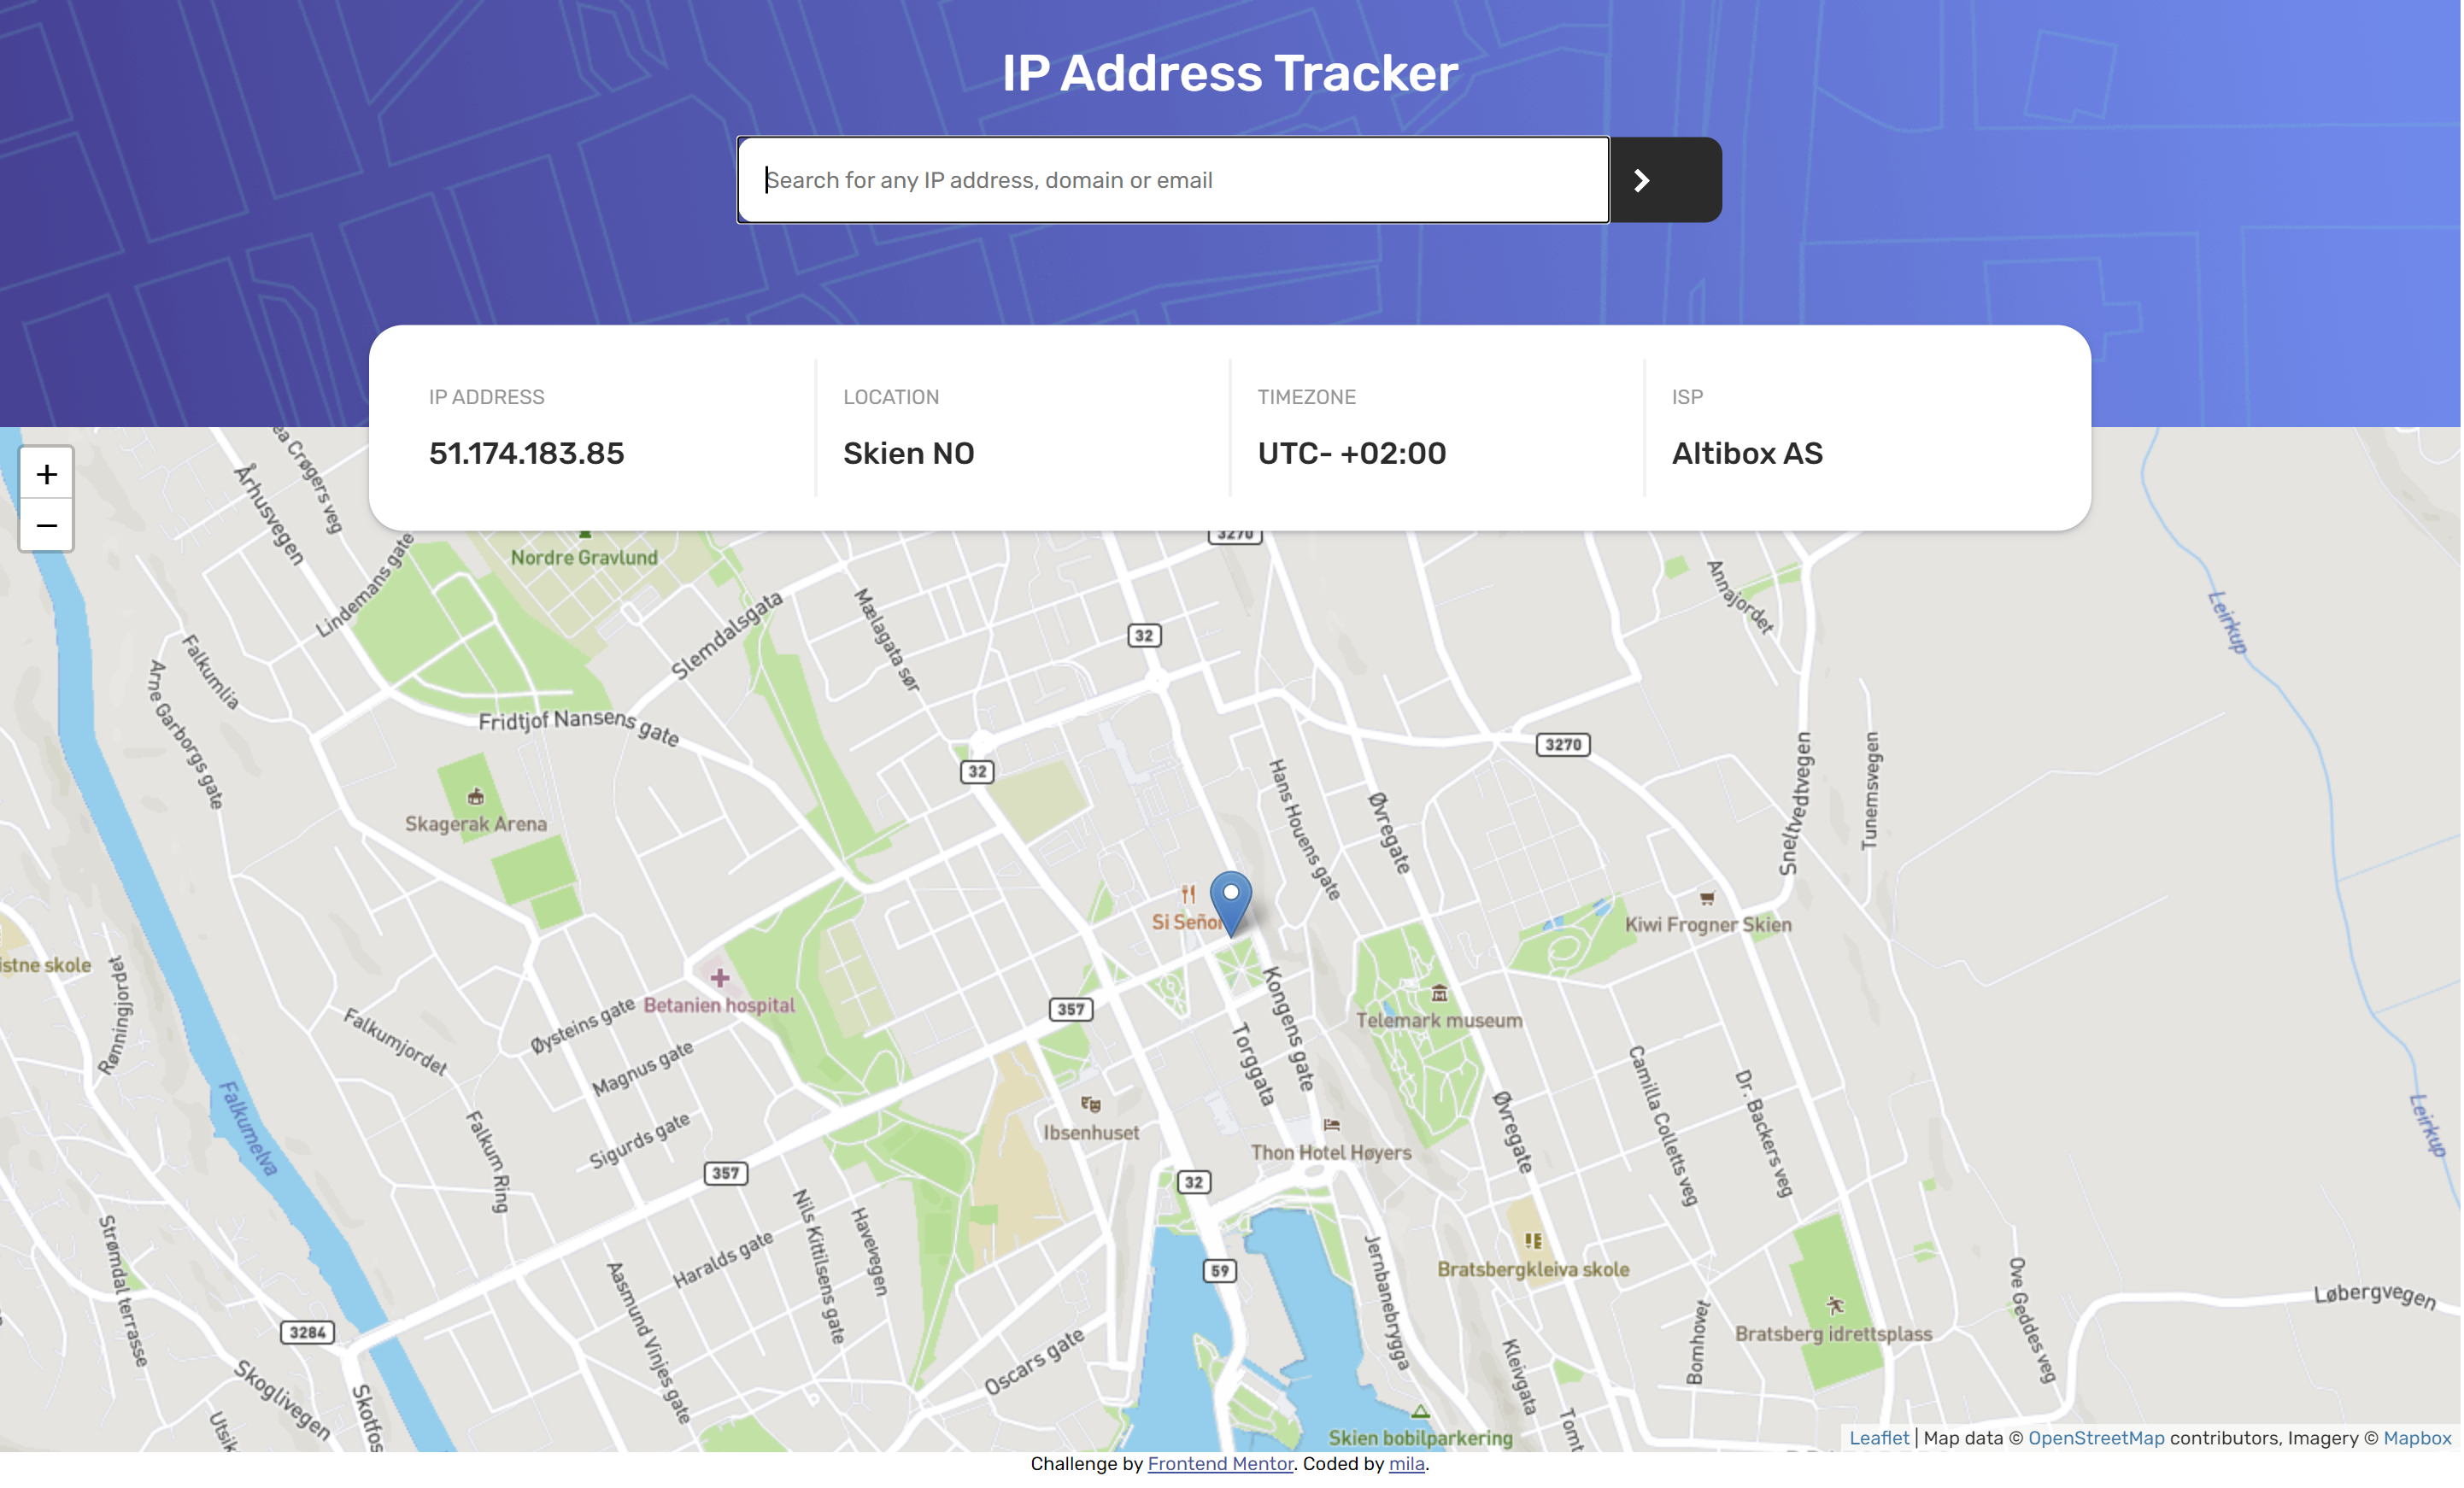 IP Address Tracker
Search for any IP address, domain or email
IP ADDRESS
51.174.183.85
LOCATION
Skien NO
TIMEZONE
UTC- +02:00
ISP
Altibox AS
+
−
ea Crøgers veg
Århusvegen
Lindemans gate
Nordre Gravlund
3270
Slemdalsgata
Mælagata sør
32
Annajordet
Leirkup
Falkumlia
Arne Garborgs gate
Fridtjof Nansens gate
32
3270
Hans Houens gate
Øvregate
Sneltvedtvegen
Tunemsvegen
Skagerak Arena
Si Señor
Kiwi Frogner Skien
istne skole
Rønningjordet
Betanien hospital
Øysteins gate
357
Kongens gate
Telemark museum
Falkumjordet
Magnus gate
Torggata
Camilla Colletts veg
Dr. Backers veg
Falkumelva
Falkum Ring
Sigurds gate
Ibsenhuset
Thon Hotel Høyers
Øvregate
Leirkup
357
32
Strømdal terrasse
Nils Kittilsens gate
Havevegen
Haralds gate
59
Jernbanebrygga
Bratsbergkleiva skole
Ove Geddes veg
Løbergvegen
Aasmund Vinjes gate
3284
Bratsberg idrettsplass
Bornhovet
Oscars gate
Kleivgata
Skoglivegen
Skotfos
Utsik
Tomt
Skien bobilparkering
Leaflet | Map data © OpenStreetMap contributors, Imagery © Mapbox
Challenge by Frontend Mentor. Coded by mila.